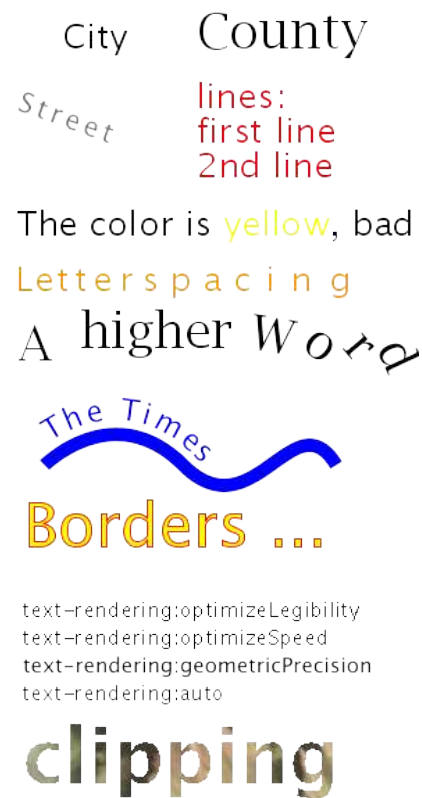 City County
Street
lines:
first line
2nd line
The color is yellow, bad
Letterspacing
A higher Word
The Times
Borders ...
text-rendering:optimizeLegibility
text-rendering:optimizeSpeed
text-rendering:geometricPrecision
text-rendering:auto
clipping